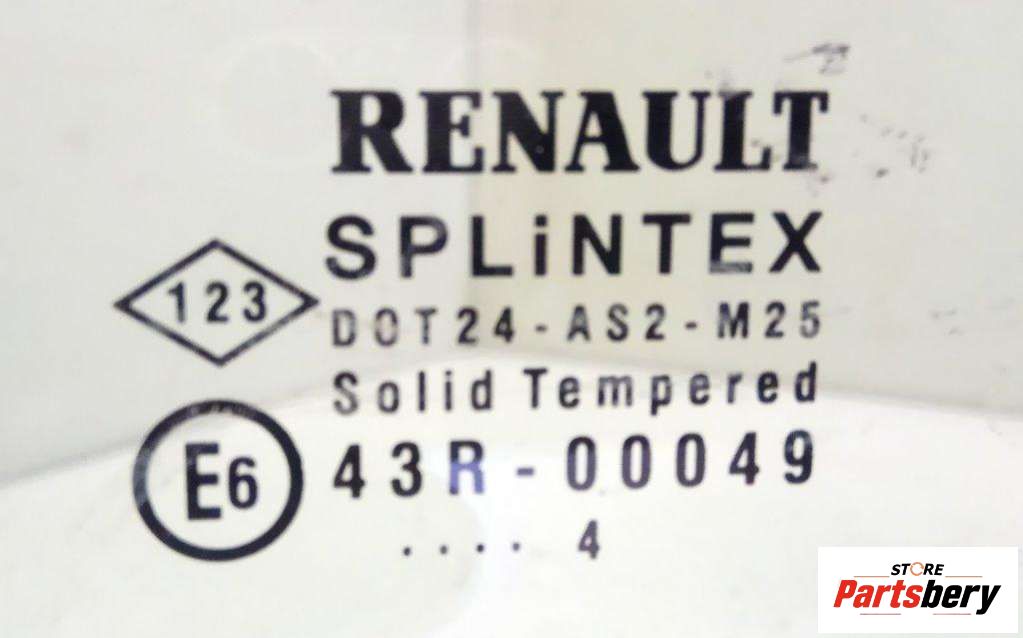 RENAULT
SPLiNTEX
123
DOT24-AS2-M25
Solid Tempered
E6
43R-00049
.... 4
STORE
Partsbery